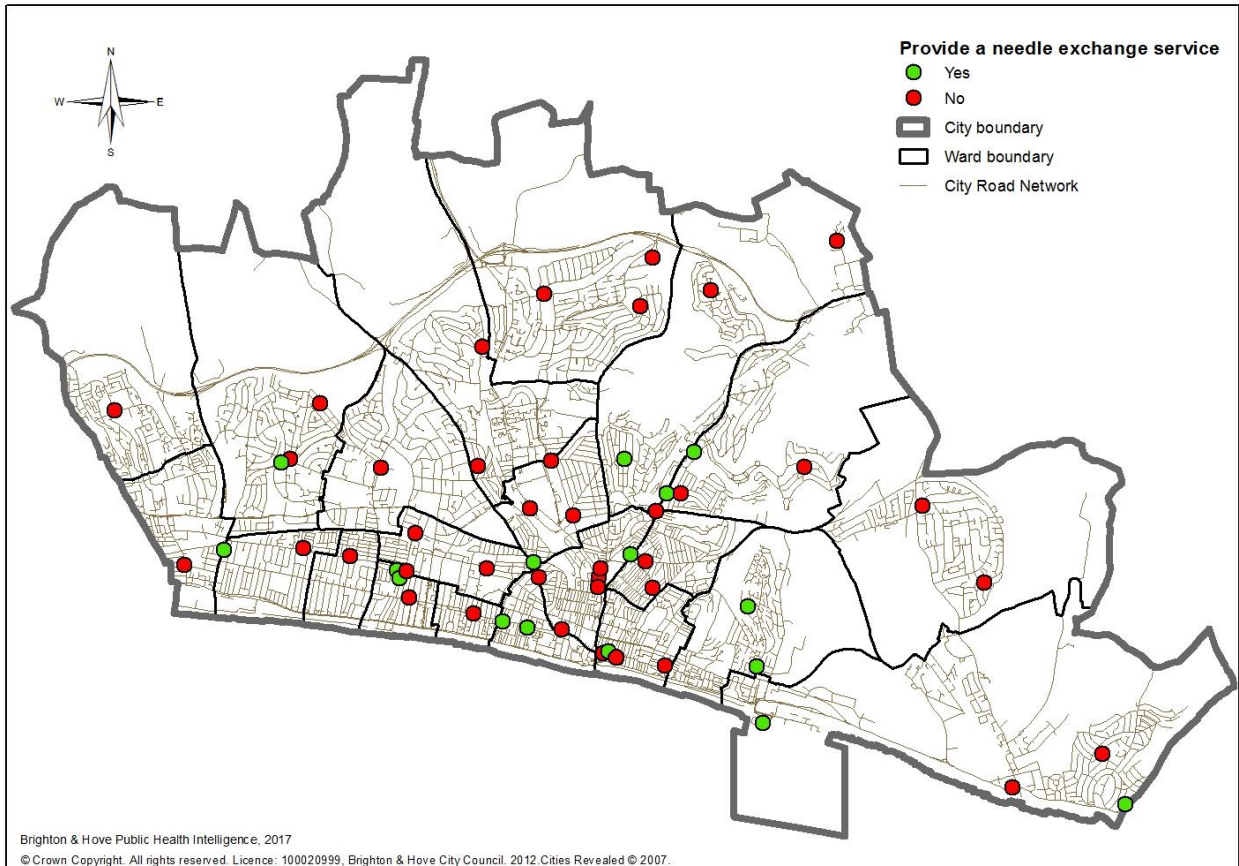 N
W
E
S
Provide a needle exchange service
Yes
No
City boundary
Ward boundary
City Road Network
Brighton & Hove Public Health Intelligence, 2017
© Crown Copyright. All rights reserved. Licence: 100020999, Brighton & Hove City Council. 2012.Cities Revealed © 2007.